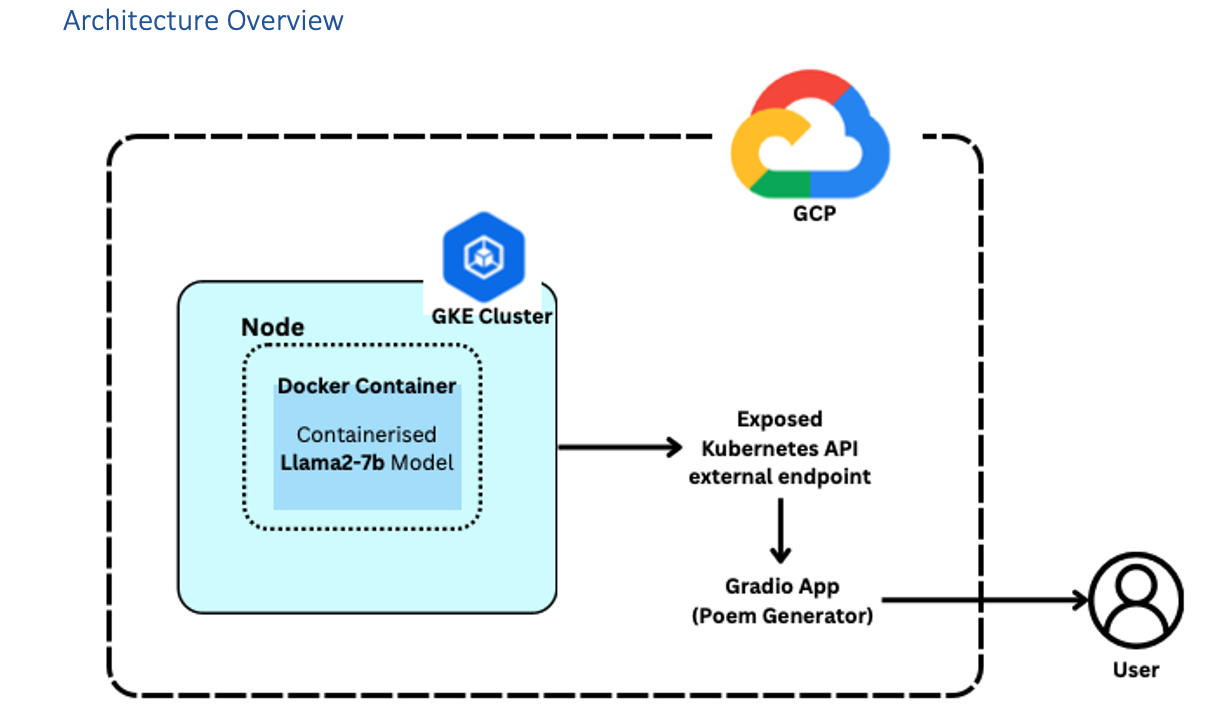 Architecture Overview
GCP
GKE Cluster
Node
Docker Container
Containerised
Llama2-7b Model
Exposed
Kubernetes API
external endpoint
Gradio App
(Poem Generator)
User